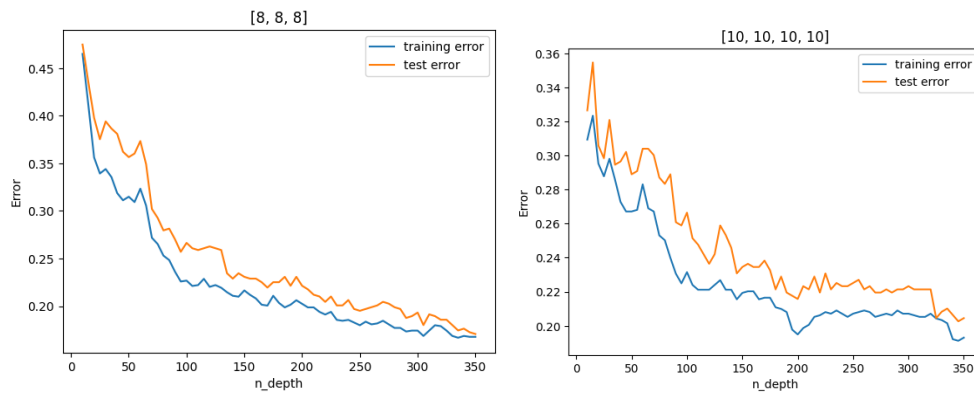 [8, 8, 8]
training error
test error
0.45
0.40
0.35
0.30
0.25
0.20
Error
0 50 100 150 200 250 300 350
n_depth
[10, 10, 10, 10]
training error
test error
0.36
0.34
0.32
0.30
0.28
0.26
0.24
0.22
0.20
Error
0 50 100 150 200 250 300 350
n_depth